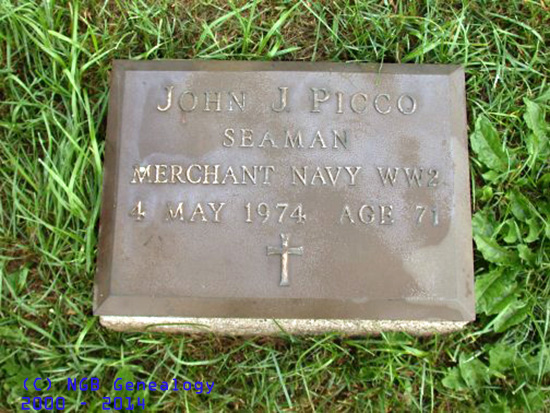 JOHN J. PICCO
SEAMAN
MERCHANT NAVY WW2
4 MAY 1974 AGE 71
(C) NGB Genealogy
2000 - 2014